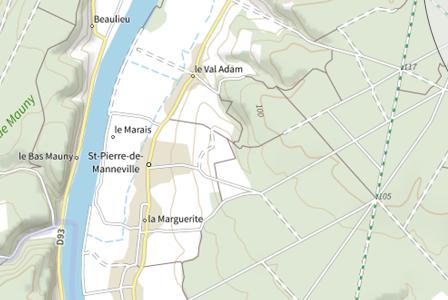 Beaulieu
le Val Adam
117
100
de Mauny
le Marais
le Bas Mauny
St-Pierre-de-
Manneville
105
la Marguerite
D93